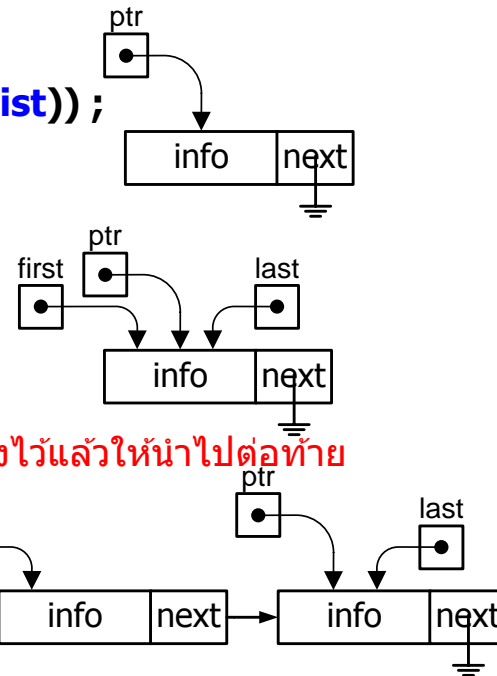 ptr
ist)) ;
info next
ptr
first last
info next
งไว้แล้วให้นำไปต่อท้าย
ptr
last
info next info next